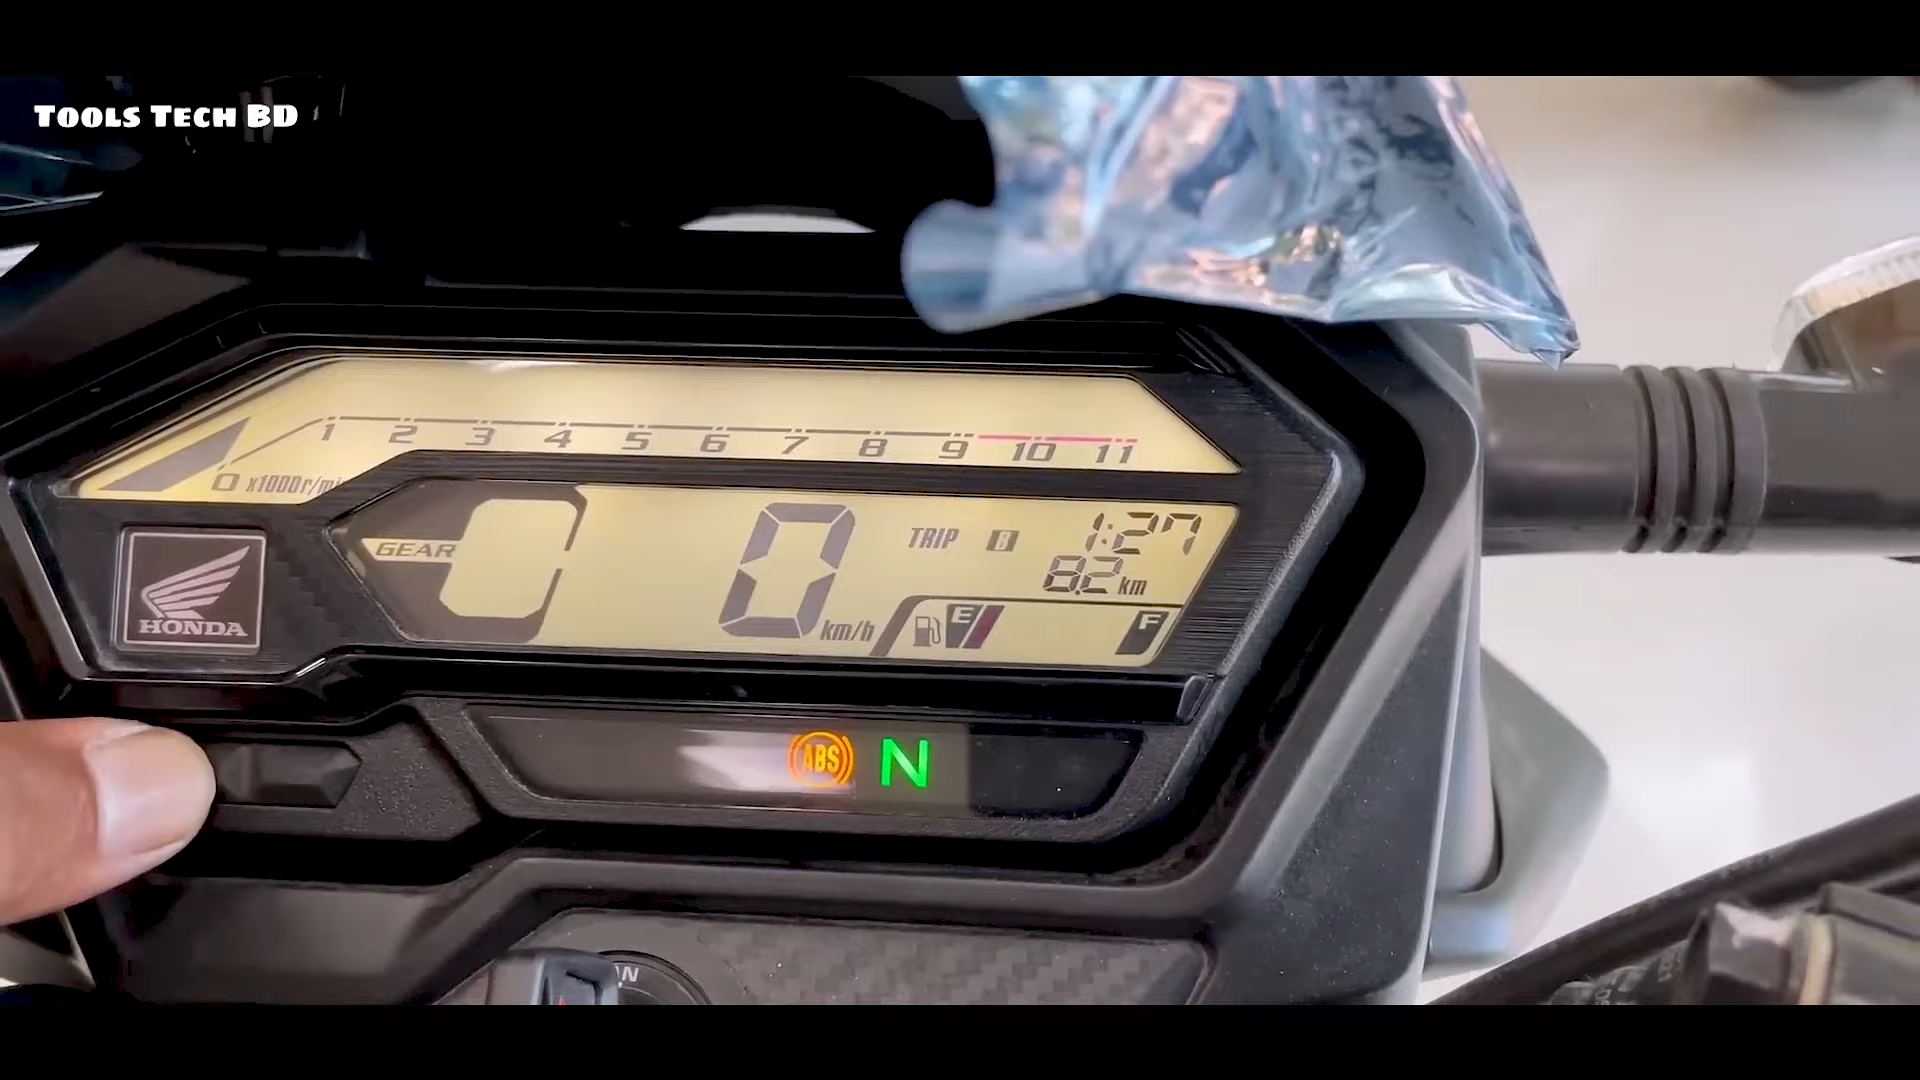 TOOLS TECH BD
1 2 3 4 5 6 7 8 9 10 11
0 x1000r/mi
GEAR
0 km/h
TRIP B
1:27
8.2 km
E F
HONDA
ABS N